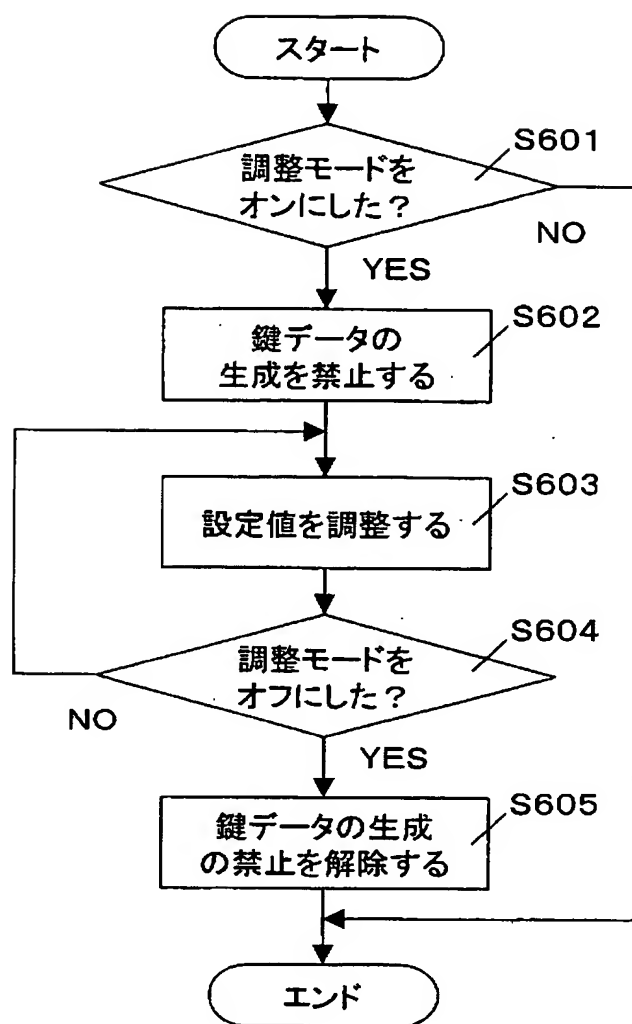 スタート
S601
調整モードを
オンにした？
NO
YES
S602
鍵データの
生成を禁止する
S603
設定値を調整する
S604
調整モードを
オフにした？
NO
YES
S605
鍵データの生成
の禁止を解除する
エンド